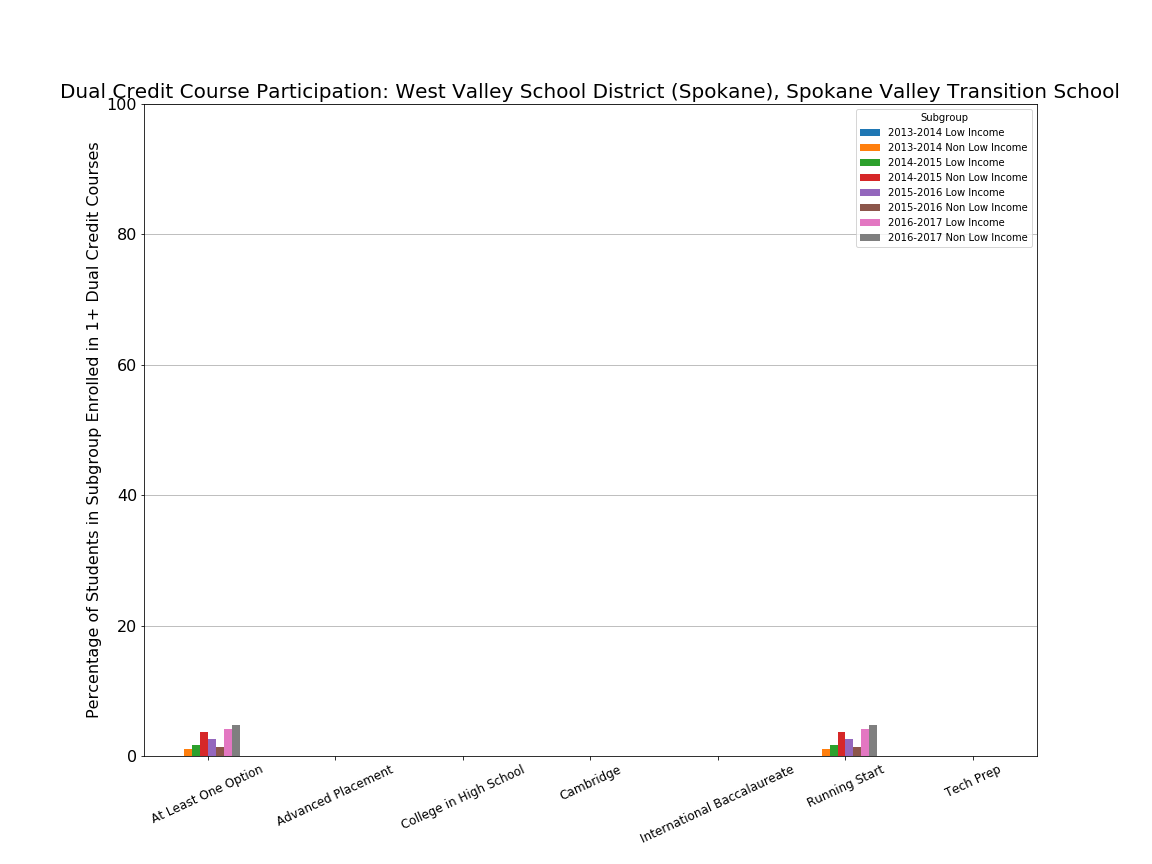 Dual Credit Course Participation: West Valley School District (Spokane), Spokane Valley Transition School
Percentage of Students in Subgroup Enrolled in 1+ Dual Credit Courses
100
80
60
40
20
0
Subgroup
2013-2014 Low Income
2013-2014 Non Low Income
2014-2015 Low Income
2014-2015 Non Low Income
2015-2016 Low Income
2015-2016 Non Low Income
2016-2017 Low Income
2016-2017 Non Low Income
At Least One Option
Advanced Placement
College in High School
Cambridge
International Baccalaureate
Running Start
Tech Prep